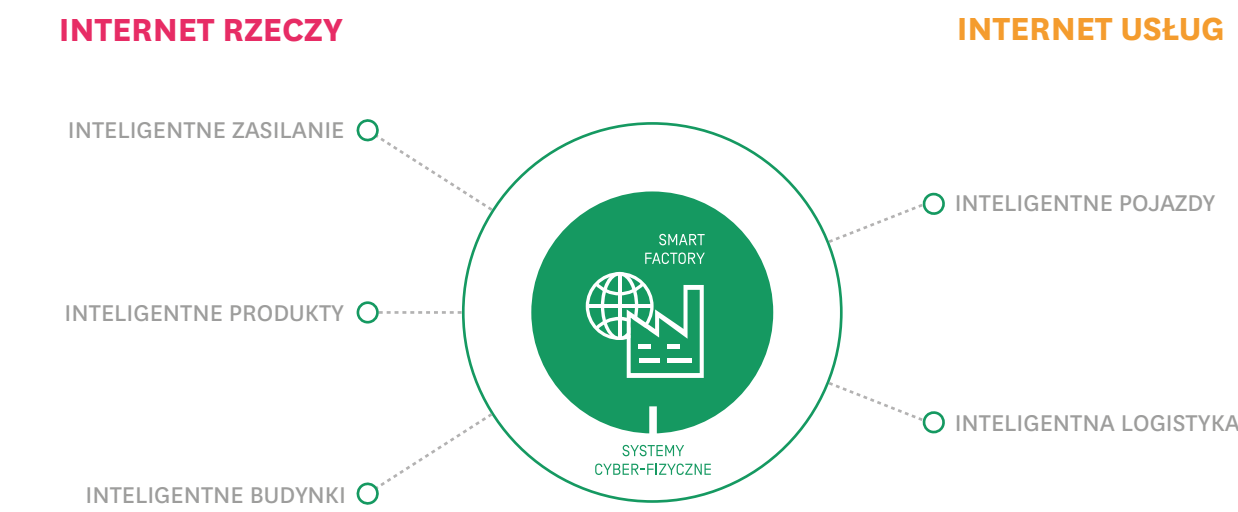 INTERNET RZECZY
INTERNET USŁUG
INTELIGENTNE ZASILANIE
INTELIGENTNE PRODUKTY
INTELIGENTNE BUDYNKI
SMART
FACTORY
SYSTEMY
CYBER-FIZYCZNE
INTELIGENTNE POJAZDY
INTELIGENTNA LOGISTYKA